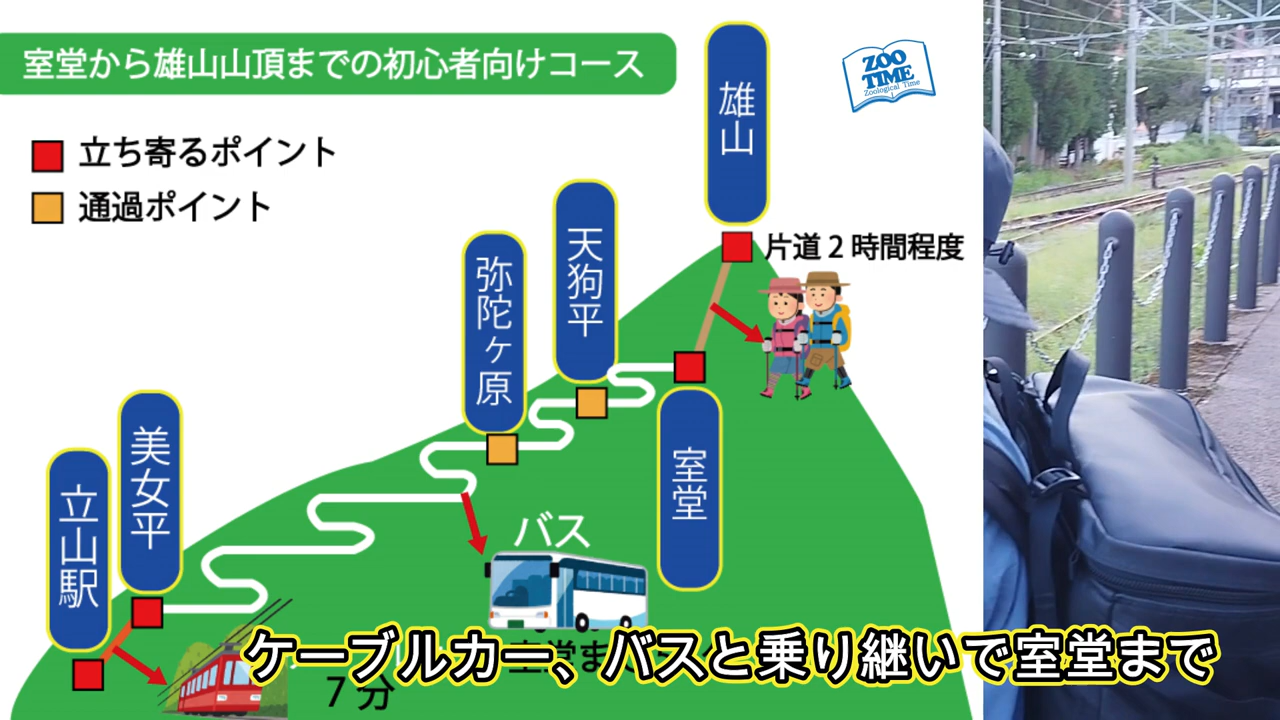 室堂から雄山山頂までの初心者向けコース
ZOO
TIME
Zoological Time
立ち寄るポイント
通過ポイント
雄山
片道2時間程度
天狗平
弥陀ヶ原
室堂
美女平
立山駅
バス
ケーブルカー、バスと乗り継いで室堂まで
7分